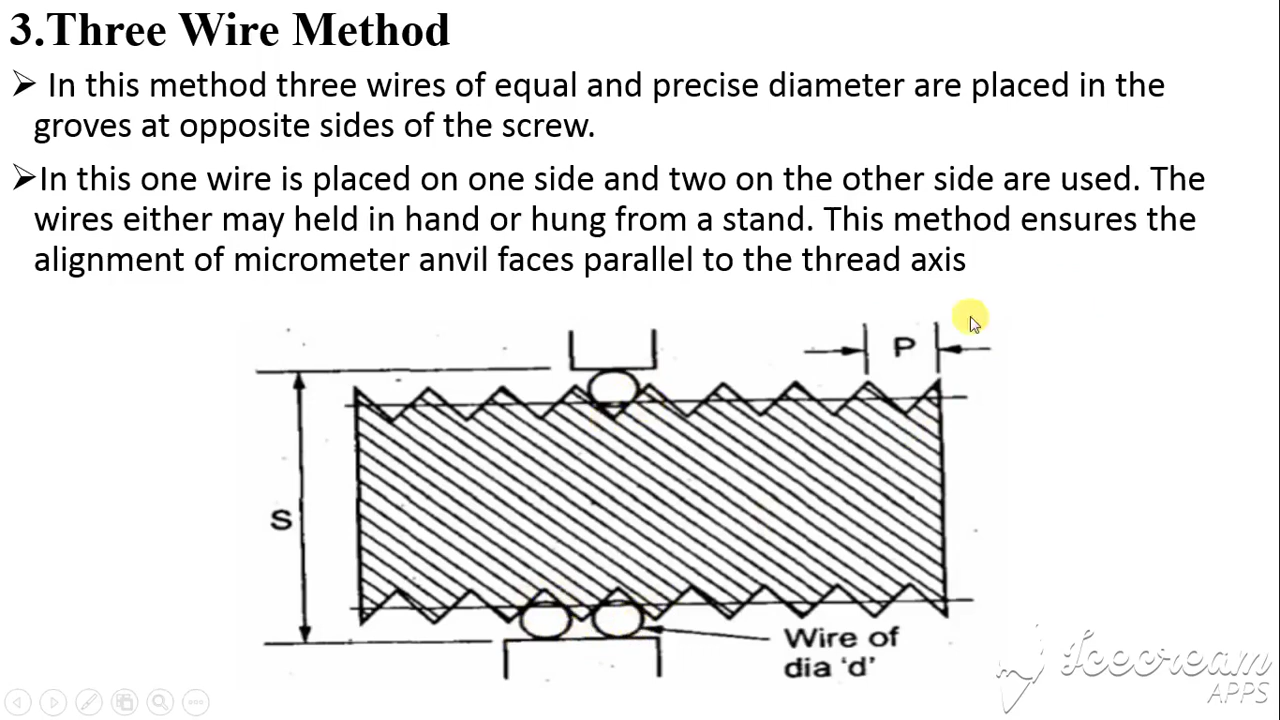 3.Three Wire Method
➢ In this method three wires of equal and precise diameter are placed in the
groves at opposite sides of the screw.
➢In this one wire is placed on one side and two on the other side are used. The
wires either may held in hand or hung from a stand. This method ensures the
alignment of micrometer anvil faces parallel to the thread axis
P
S
Wire of
dia ‘d’
Icecream
APPS